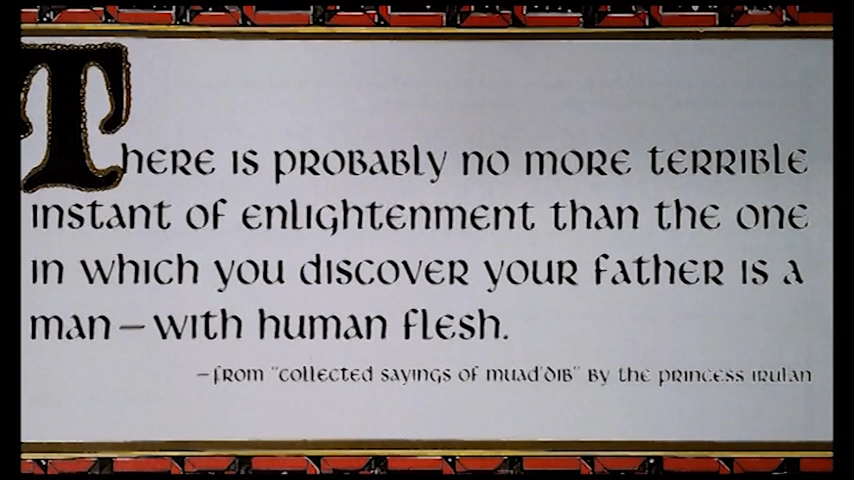 There is probably no more terrible
instant of enlightenment than the one
in which you discover your father is a
man – with human flesh.
– from "collected sayings of muad'dib" by the princess irulan